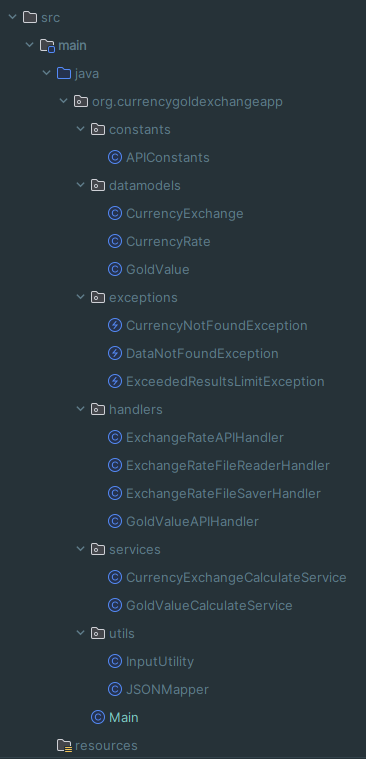 src
main
java
org.currencygoldexchangeapp
constants
APIConstants
datamodels
CurrencyExchange
CurrencyRate
GoldValue
exceptions
CurrencyNotFoundException
DataNotFoundException
ExceededResultsLimitException
handlers
ExchangeRateAPIHandler
ExchangeRateFileReaderHandler
ExchangeRateFileSaverHandler
GoldValueAPIHandler
services
CurrencyExchangeCalculateService
GoldValueCalculateService
utils
InputUtility
JSONMapper
Main
resources